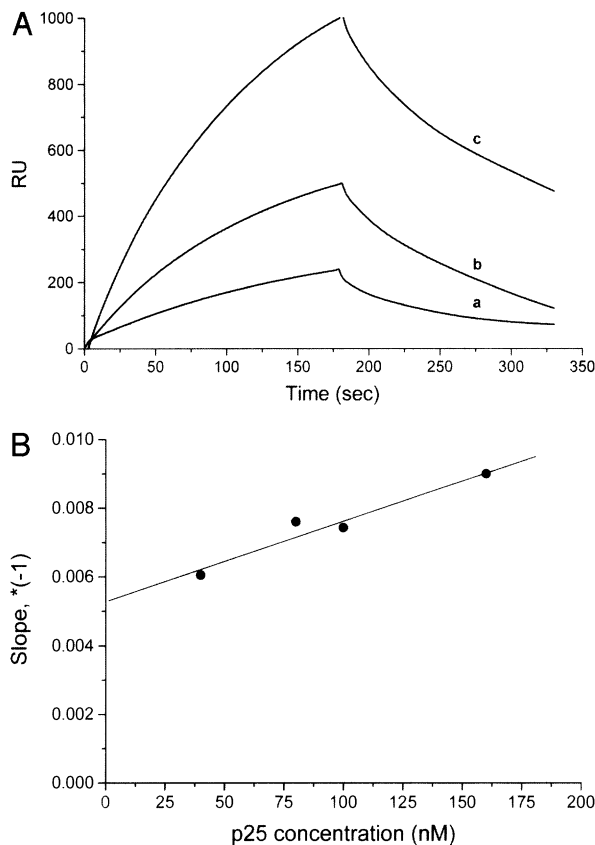 A
1000
800
600
400
200
0
RU
c
b
a
0 50 100 150 200 250 300 350
Time (sec)
B
0.010
0.008
0.006
0.004
0.002
0.000
Slope, *(-1)
0 25 50 75 100 125 150 175 200
p25 concentration (nM)